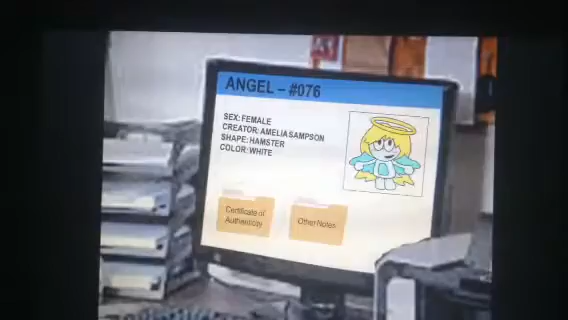 ANGEL – #076
SEX: FEMALE
CREATOR: AMELIA SAMPSON
SHAPE: HAMSTER
COLOR: WHITE
Certificate of
Authenticity
Other Notes